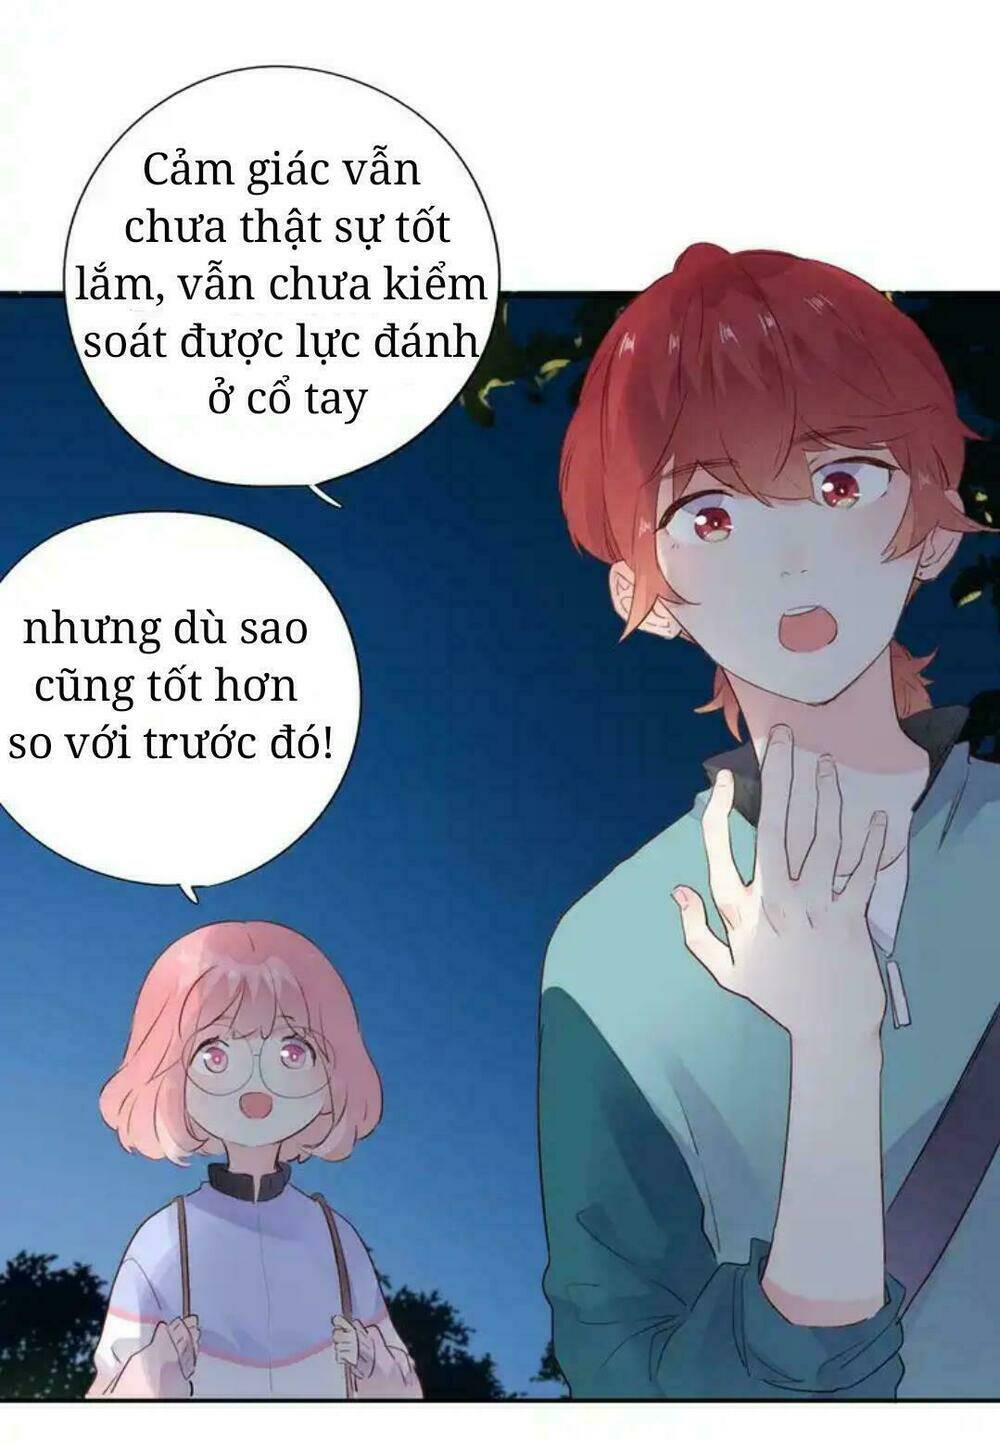 Cảm giác vẫn
chưa thật sự tốt
lắm, vẫn chưa kiểm
soát được lực đánh
ở cổ tay
nhưng dù sao
cũng tốt hơn
so với trước đó!